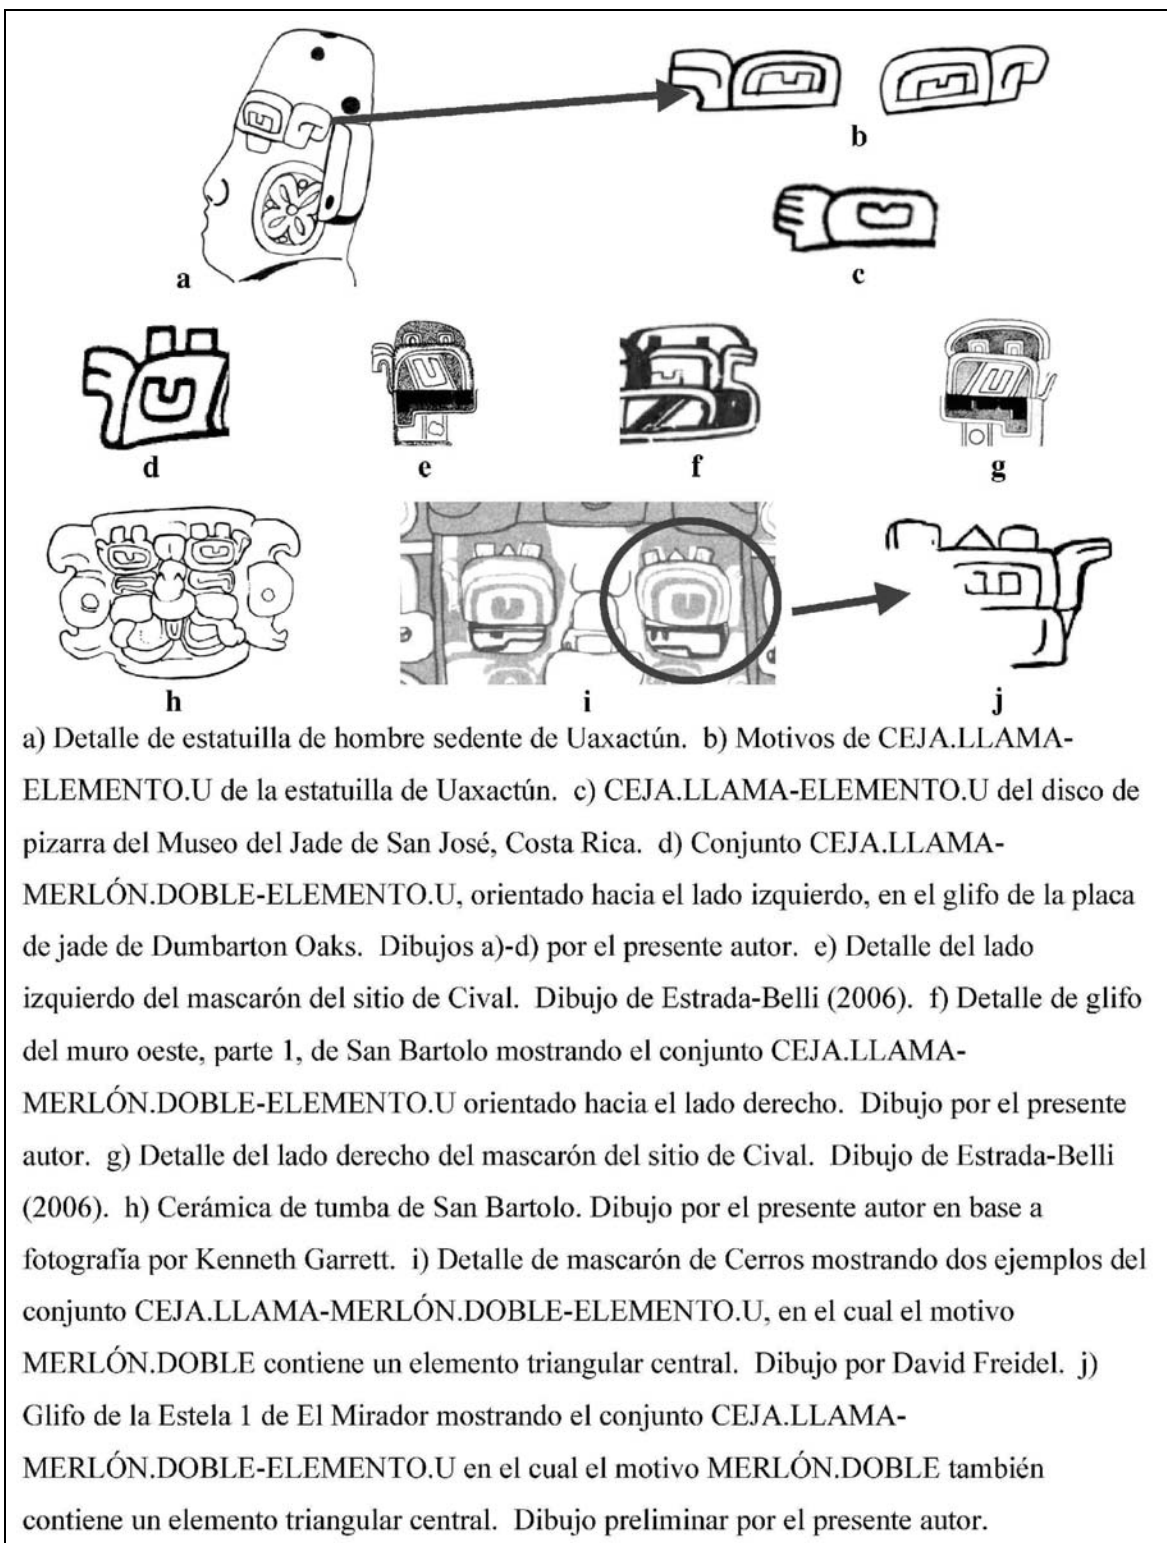 a
b
c
d
e
f
g
h
i
j
a) Detalle de estatuilla de hombre sedente de Uaxactún.  b) Motivos de CEJA.LLAMA-
ELEMENTO.U de la estatuilla de Uaxactún.  c) CEJA.LLAMA-ELEMENTO.U del disco de
pizarra del Museo del Jade de San José, Costa Rica.  d) Conjunto CEJA.LLAMA-
MERLÓN.DOBLE-ELEMENTO.U, orientado hacia el lado izquierdo, en el glifo de la placa
de jade de Dumbarton Oaks.  Dibujos a)-d) por el presente autor.  e) Detalle del lado
izquierdo del mascarón del sitio de Cival.  Dibujo de Estrada-Belli (2006).  f) Detalle de glifo
del muro oeste, parte 1, de San Bartolo mostrando el conjunto CEJA.LLAMA-
MERLÓN.DOBLE-ELEMENTO.U orientado hacia el lado derecho.  Dibujo por el presente
autor.  g) Detalle del lado derecho del mascarón del sitio de Cival.  Dibujo de Estrada-Belli
(2006).  h) Cerámica de tumba de San Bartolo. Dibujo por el presente autor en base a
fotografía por Kenneth Garrett.  i) Detalle de mascarón de Cerros mostrando dos ejemplos del
conjunto CEJA.LLAMA-MERLÓN.DOBLE-ELEMENTO.U, en el cual el motivo
MERLÓN.DOBLE contiene un elemento triangular central.  Dibujo por David Freidel.  j)
Glifo de la Estela 1 de El Mirador mostrando el conjunto CEJA.LLAMA-
MERLÓN.DOBLE-ELEMENTO.U en el cual el motivo MERLÓN.DOBLE también
contiene un elemento triangular central.  Dibujo preliminar por el presente autor.